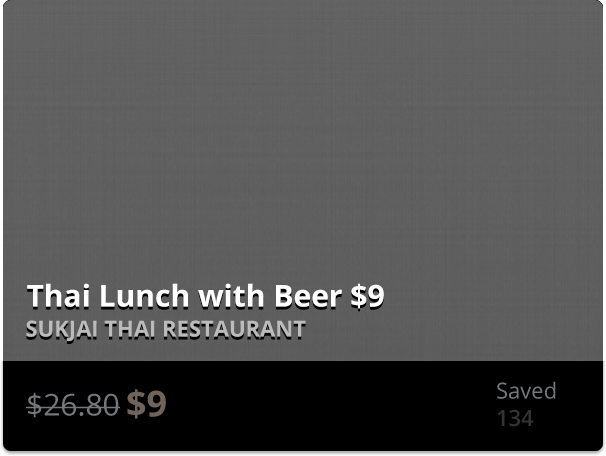 Thai Lunch with Beer $9
SUKJAI THAI RESTAURANT
$26.80 $9
Saved
134